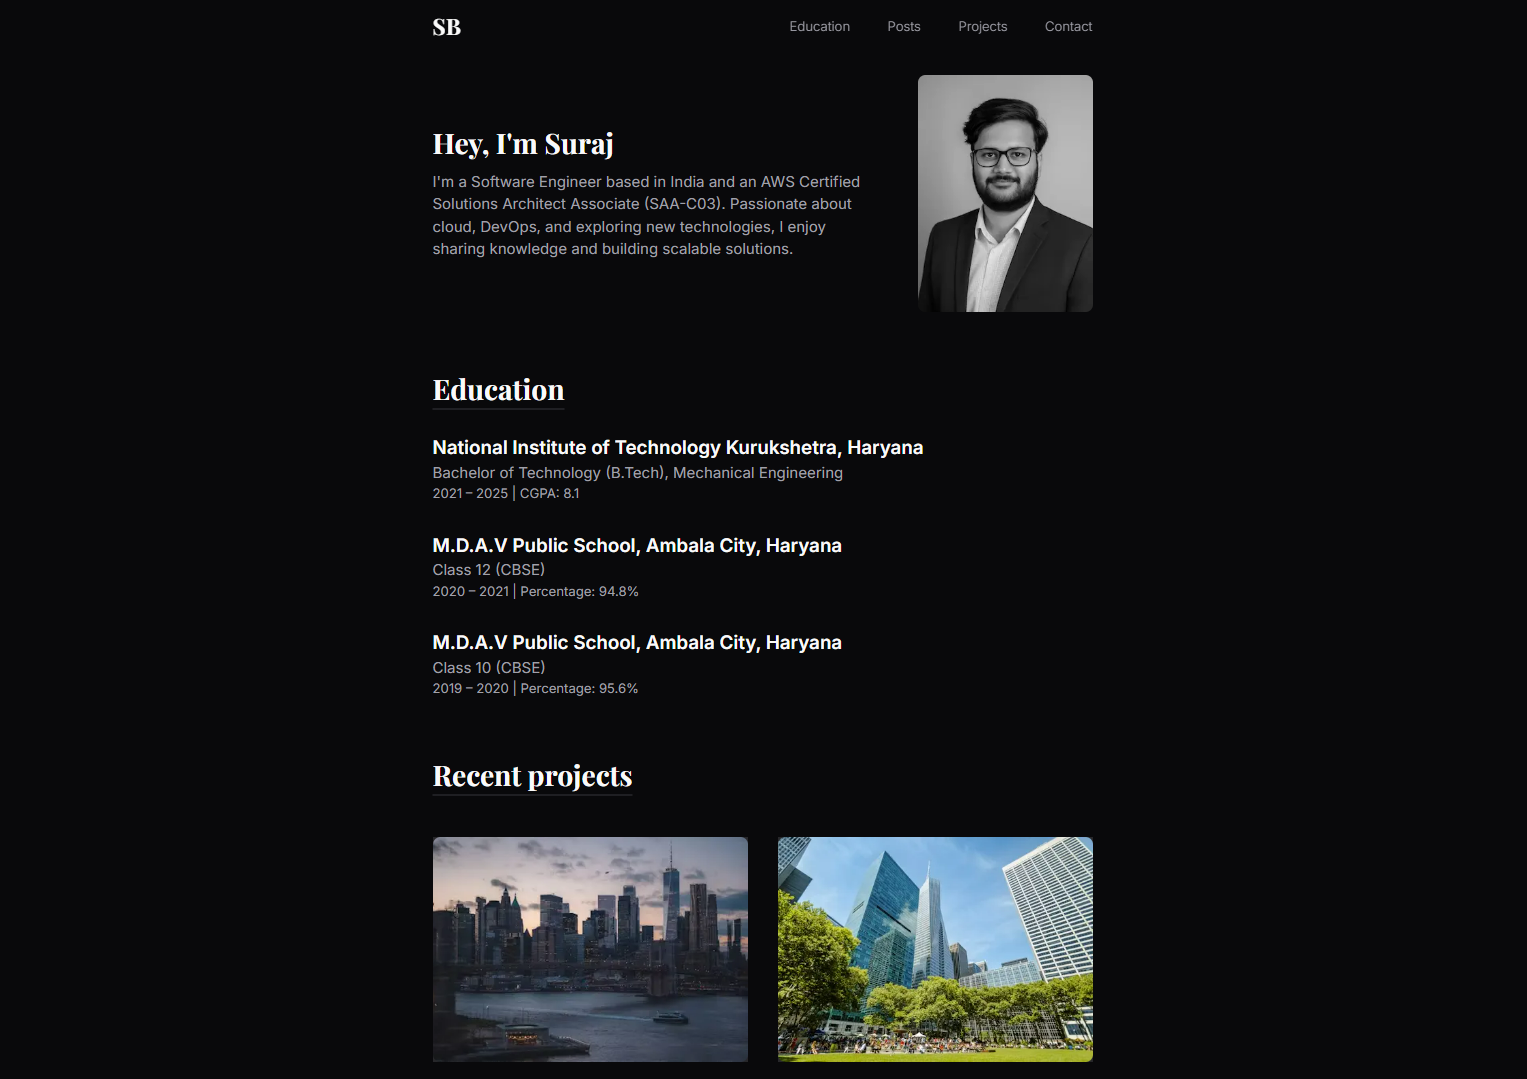 SB
Education Posts Projects Contact
Hey, I'm Suraj
I'm a Software Engineer based in India and an AWS Certified
Solutions Architect Associate (SAA-C03). Passionate about
cloud, DevOps, and exploring new technologies, I enjoy
sharing knowledge and building scalable solutions.
Education
National Institute of Technology Kurukshetra, Haryana
Bachelor of Technology (B.Tech), Mechanical Engineering
2021 – 2025 | CGPA: 8.1
M.D.A.V Public School, Ambala City, Haryana
Class 12 (CBSE)
2020 – 2021 | Percentage: 94.8%
M.D.A.V Public School, Ambala City, Haryana
Class 10 (CBSE)
2019 – 2020 | Percentage: 95.6%
Recent projects